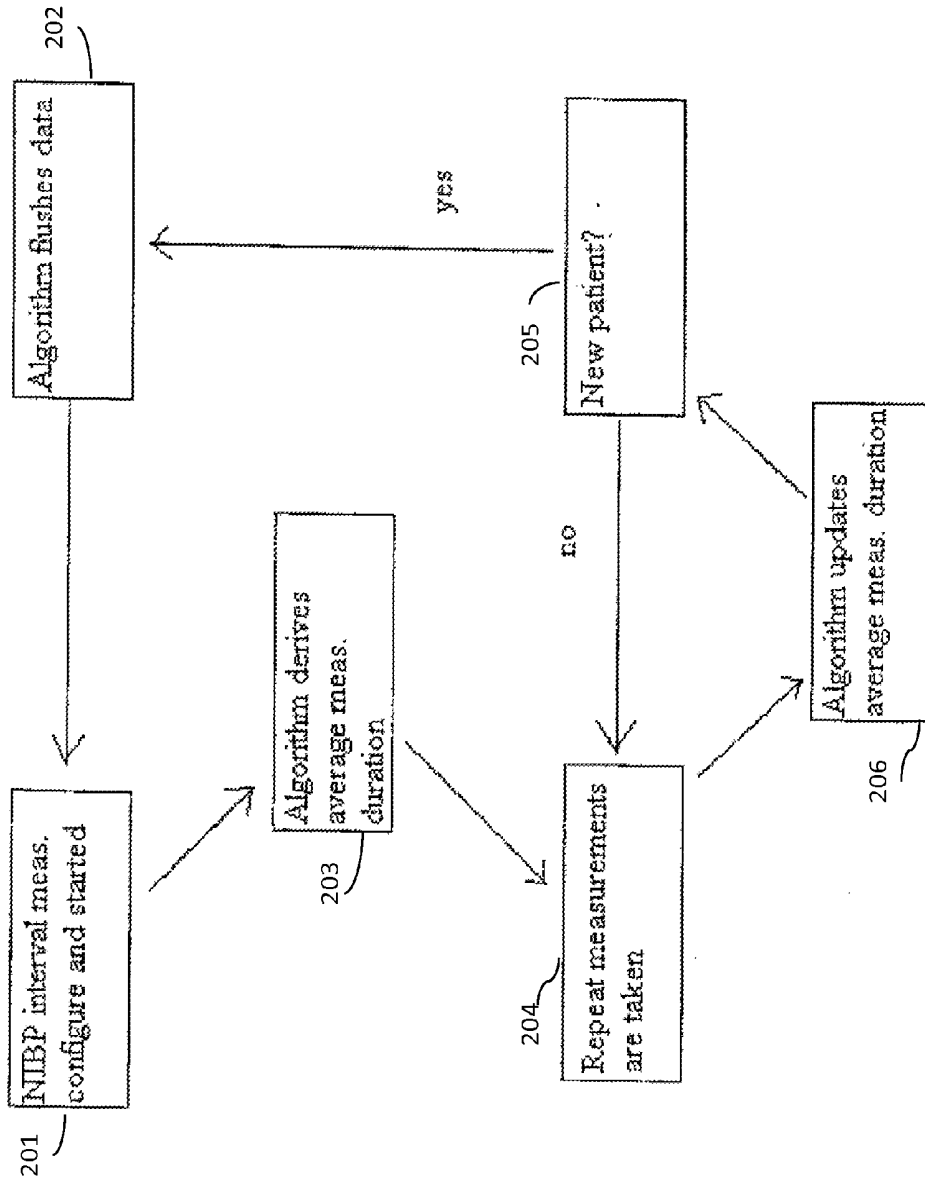 201
NIBP interval meas.
configure and started
Algorithm flushes data
202
203
Algorithm derives
average meas.
duration
204
Repeat measurements
are taken
no
yes
205
New patient?
206
Algorithm updates
average meas. duration